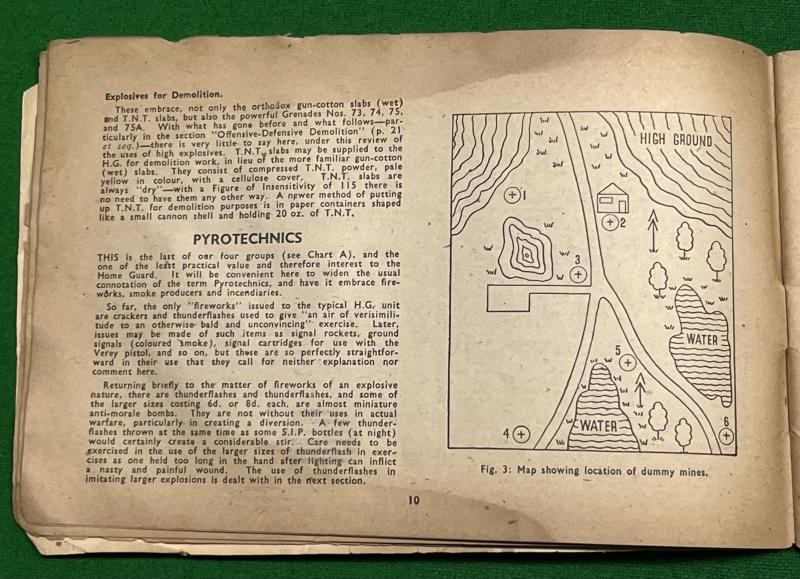 Explosives for Demolition.
These embrace, not only the orthodox gun-cotton slabs (wet)
and T.N.T. slabs, but also the powerful Grenades Nos. 73, 74, 75,
and 75A. With what has gone before and what follows—par-
ticularly in the section "Offensive-Defensive Demolition" (p. 21
et seq.)—there is very little to say here, under this review of
the uses of high explosives. T.N.T. slabs may be supplied to the
H.G. for demolition work, in lieu of the more familiar gun-cotton
(wet) slabs. They consist of compressed T.N.T. powder, pale
yellow in colour, with a cellulose cover. T.N.T. slabs are
always "dry"—with a Figure of Insensitivity of 115 there is
no need to have them any other way. A newer method of putting
up T.N.T. for demolition purposes is in paper containers shaped
like a small cannon shell and holding 20 oz. of T.N.T.
PYROTECHNICS
THIS is the last of our four groups (see Chart A), and the
one of the least practical value and therefore interest to the
Home Guard. It will be convenient here to widen the usual
connotation of the term Pyrotechnics, and have it embrace fire-
works, smoke producers and incendiaries.
So far, the only "fireworks" issued to the typical H.G. unit
are crackers and thunderflashes used to give "an air of verisimili-
tude to an otherwise bald and unconvincing" exercise. Later,
issues may be made of such items as signal rockets, ground
signals (coloured smoke), signal cartridges for use with the
Verey pistol, and so on, but these are so perfectly straightfor-
ward in their use that they call for neither explanation nor
comment here.
Returning briefly to the matter of fireworks of an explosive
nature, there are thunderflashes and thunderflashes, and some of
the larger sizes costing 6d. or 8d. each, are almost miniature
anti-morale bombs. They are not without their uses in actual
warfare, particularly in creating a diversion. A few thunder-
flashes thrown at the same time as some S.I.P. bottles (at night)
would certainly create a considerable stir. Care needs to be
exercised in the use of the larger sizes of thunderflash in exer-
cises as one held too long in the hand after lighting can inflict
a nasty and painful wound. The use of thunderflashes in
imitating larger explosions is dealt with in the next section.
HIGH GROUND
1
2
3
WATER
5
4
WATER
6
Fig. 3: Map showing location of dummy mines.
10